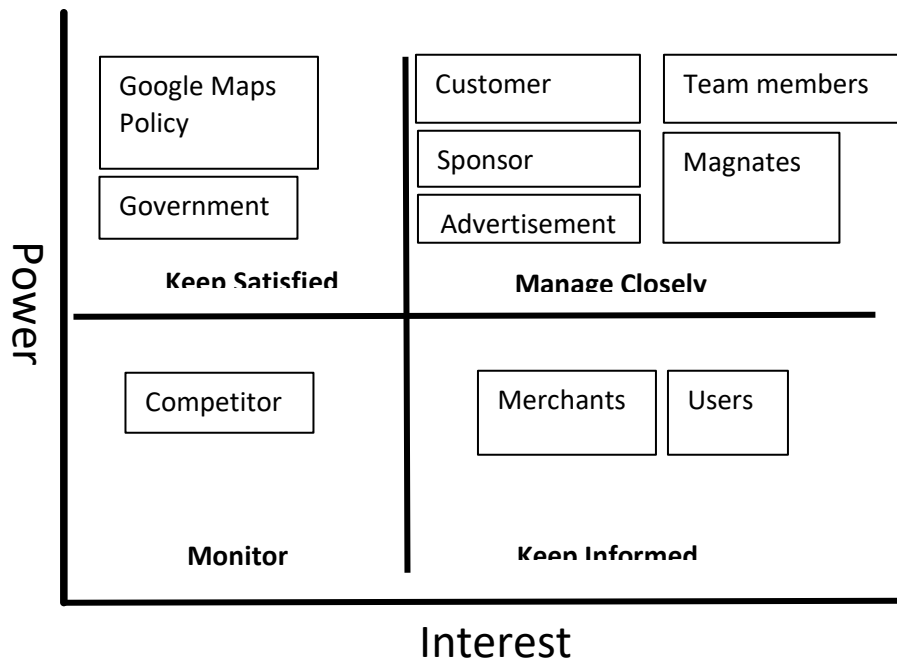 Google Maps
Policy
Customer
Team members
Sponsor
Magnates
Government
Advertisement
Keep Satisfied
Manage Closely
Power
Competitor
Merchants
Users
Monitor
Keep Informed
Interest